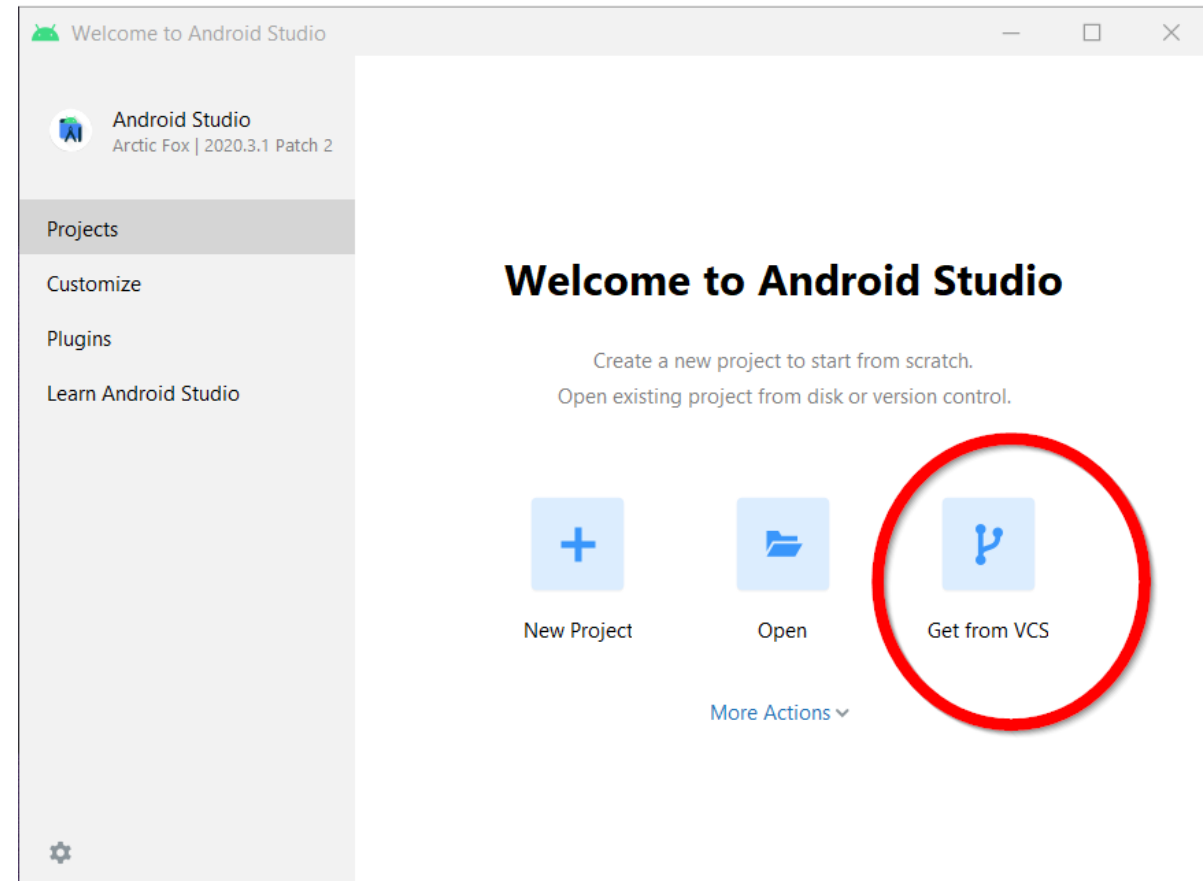 Welcome to Android Studio
Android Studio
Arctic Fox | 2020.3.1 Patch 2
Projects
Customize
Plugins
Learn Android Studio
Welcome to Android Studio
Create a new project to start from scratch.
Open existing project from disk or version control.
New Project
Open
Get from VCS
More Actions